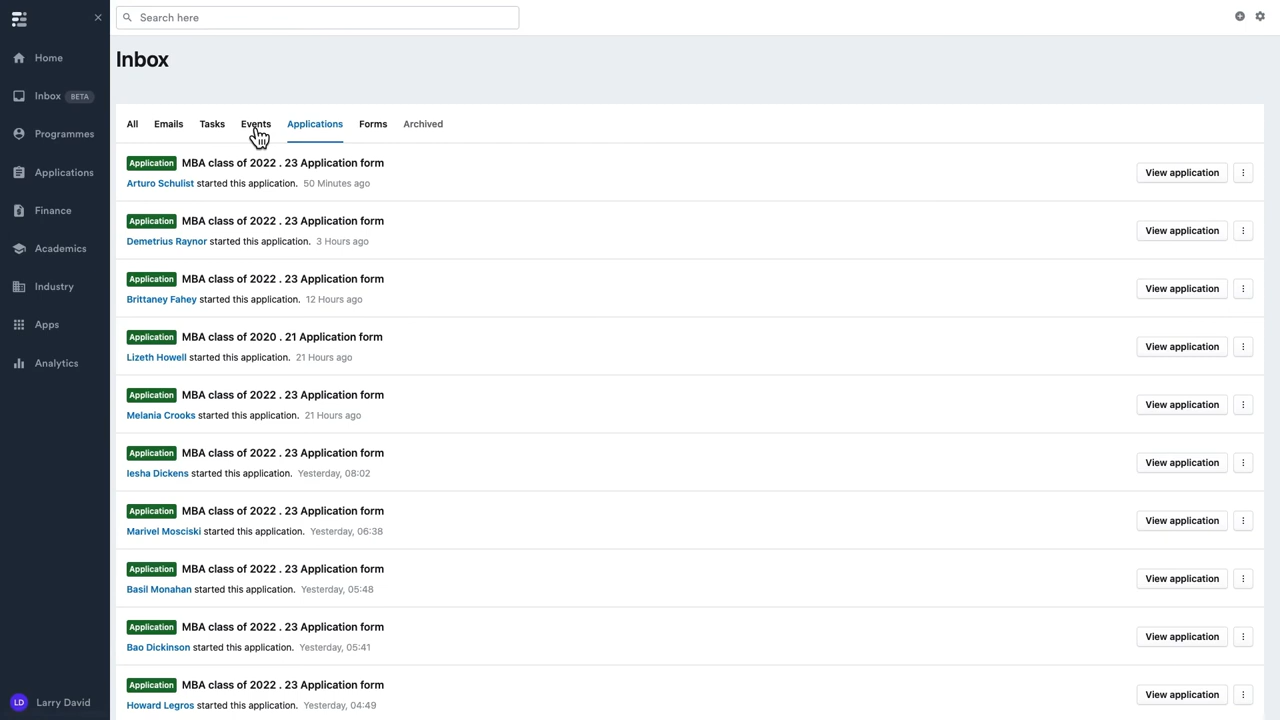 Search here
Home
Inbox BETA
Programmes
Applications
Finance
Academics
Industry
Apps
Analytics
LD Larry David
Inbox
All Emails Tasks Events Applications Forms Archived
Application MBA class of 2022 . 23 Application form
Arturo Schulist started this application. 50 Minutes ago
View application
Application MBA class of 2022 . 23 Application form
Demetrius Raynor started this application. 3 Hours ago
View application
Application MBA class of 2022 . 23 Application form
Brittaney Fahey started this application. 12 Hours ago
View application
Application MBA class of 2020 . 21 Application form
Lizeth Howell started this application. 21 Hours ago
View application
Application MBA class of 2022 . 23 Application form
Melania Crooks started this application. 21 Hours ago
View application
Application MBA class of 2022 . 23 Application form
Iesha Dickens started this application. Yesterday, 08:02
View application
Application MBA class of 2022 . 23 Application form
Marivel Mosciski started this application. Yesterday, 06:38
View application
Application MBA class of 2022 . 23 Application form
Basil Monahan started this application. Yesterday, 05:48
View application
Application MBA class of 2022 . 23 Application form
Bao Dickinson started this application. Yesterday, 05:41
View application
Application MBA class of 2022 . 23 Application form
Howard Legros started this application. Yesterday, 04:49
View application